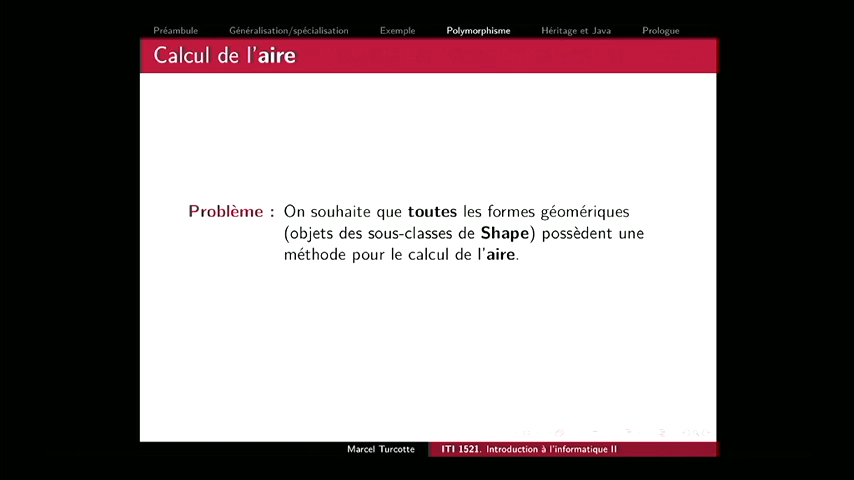 Préambule Généralisation/spécialisation Exemple Polymorphisme Héritage et Java Prologue
Calcul de l'aire
Problème : On souhaite que toutes les formes géomériques
(objets des sous-classes de Shape) possèdent une
méthode pour le calcul de l'aire.
Marcel Turcotte ITI 1521. Introduction à l'informatique II